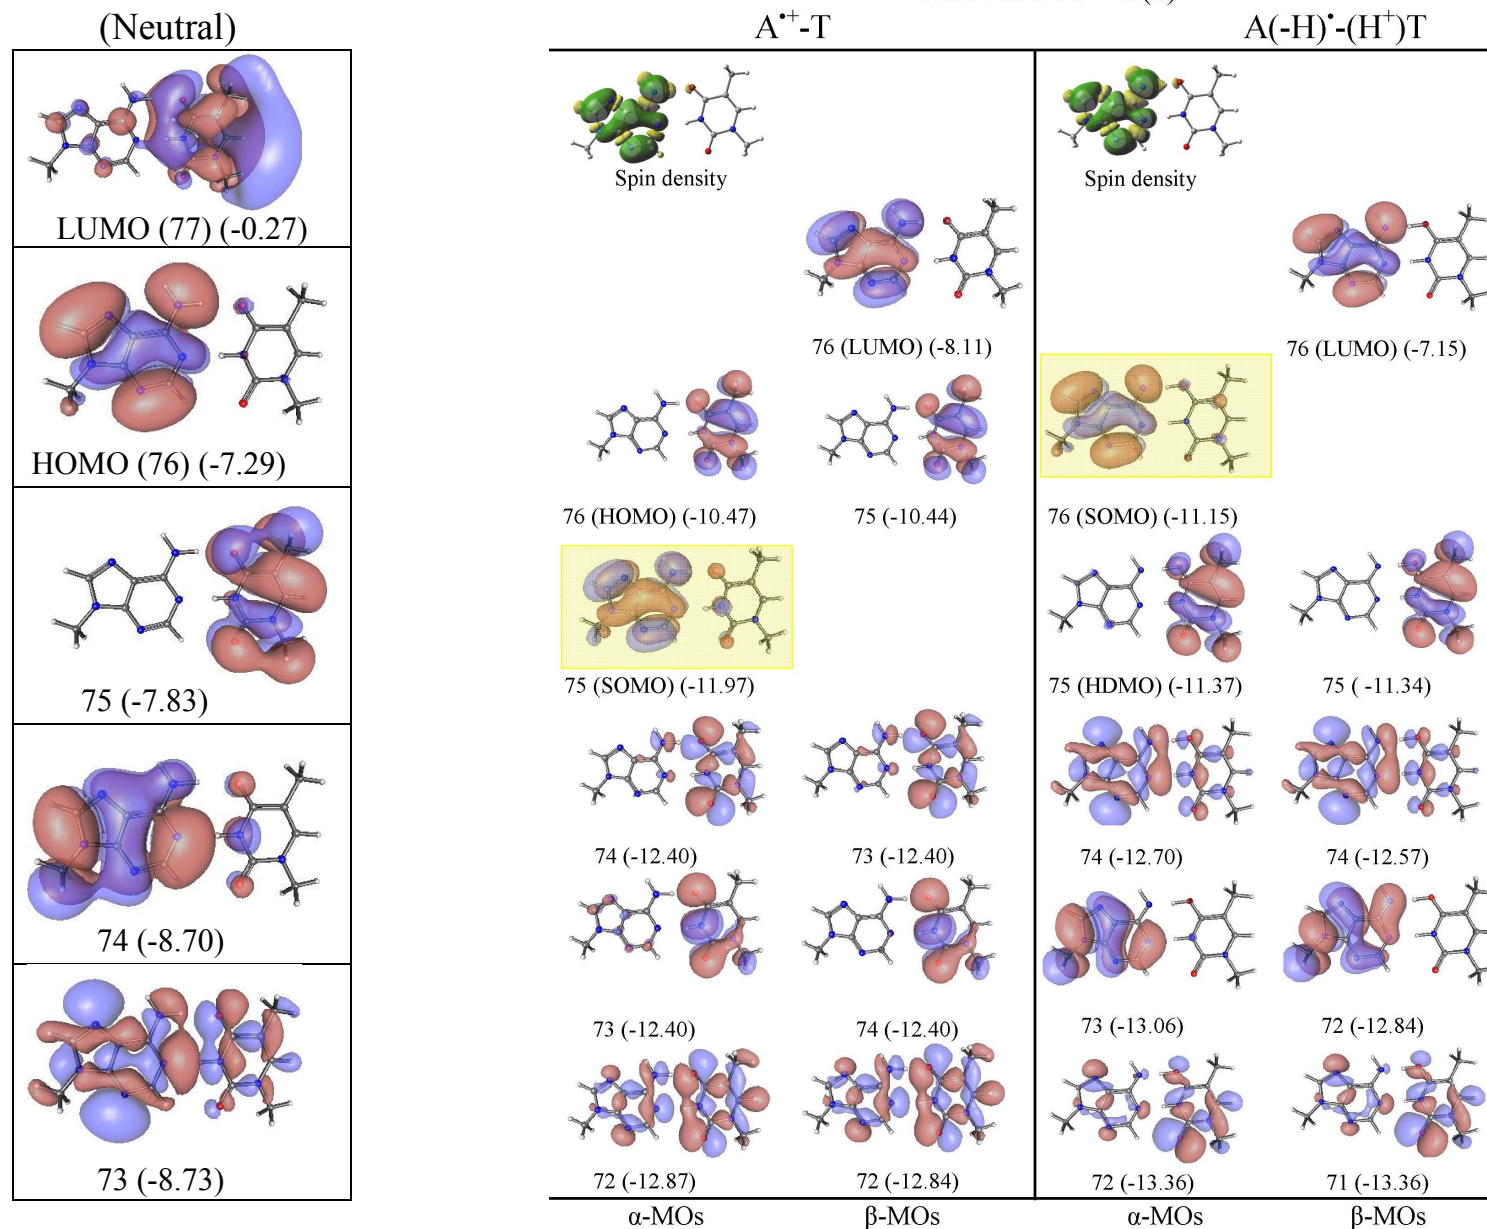 (Neutral)
LUMO (77) (-0.27)
HOMO (76) (-7.29)
75 (-7.83)
74 (-8.70)
73 (-8.73)
A•+-T
A(-H)•-(H+)T
Spin density
Spin density
76 (LUMO) (-8.11)
76 (LUMO) (-7.15)
76 (HOMO) (-10.47)
75 (-10.44)
76 (SOMO) (-11.15)
75 (SOMO) (-11.97)
75 (HDMO) (-11.37)
75 ( -11.34)
74 (-12.40)
73 (-12.40)
74 (-12.70)
74 (-12.57)
73 (-12.40)
74 (-12.40)
73 (-13.06)
72 (-12.84)
72 (-12.87)
72 (-12.84)
72 (-13.36)
71 (-13.36)
α-MOs
β-MOs
α-MOs
β-MOs